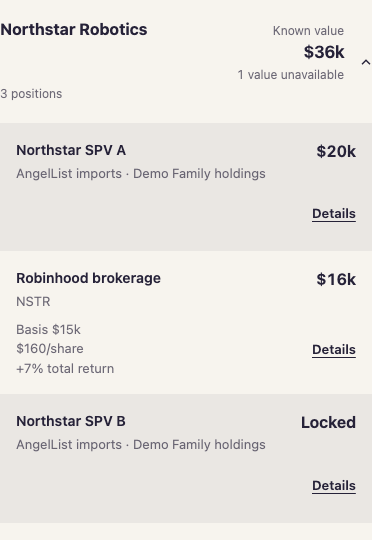 Northstar Robotics
Known value
$36k
1 value unavailable
3 positions
Northstar SPV A
$20k
AngelList imports · Demo Family holdings
Details
Robinhood brokerage
$16k
NSTR
Basis $15k
$160/share
Details
+7% total return
Northstar SPV B
Locked
AngelList imports · Demo Family holdings
Details